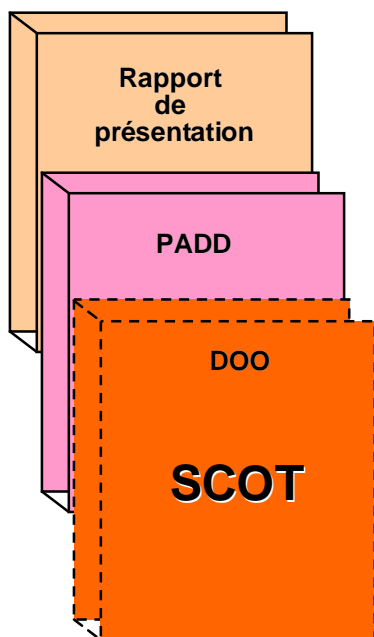 Rapport
de
présentation
PADD
DOO
SCOT